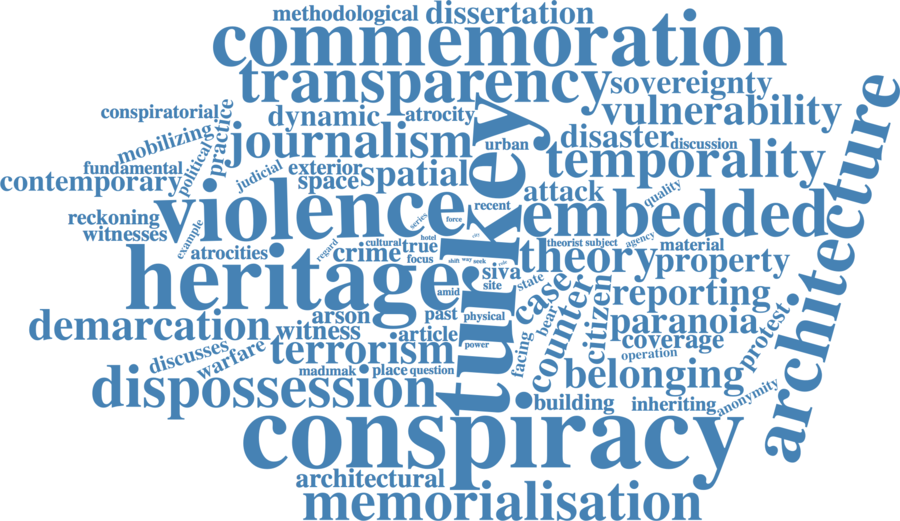 methodological dissertation
commemoration
transparency sovereignty
conspiratorial dynamic atrocity vulnerability
mobilizing practice journalism urban disaster discussion
fundamental political judicial exterior spatial temporality
contemporary space attack quality
reckoning violence series force recent embedded architecture
witnesses example turkey
atrocities regard cultural hotel true theorist subject agency material
crime focus shift way seek theory property
heritage amid siva site state case reporting
demarcation arson past physical counter citizen paranoia
witness article bear coverage protest
discusses warfare terrorism power facing operation
madımak place question belonging anonymity
dispossession building inheriting
conspiracy
architectural
memorialisation